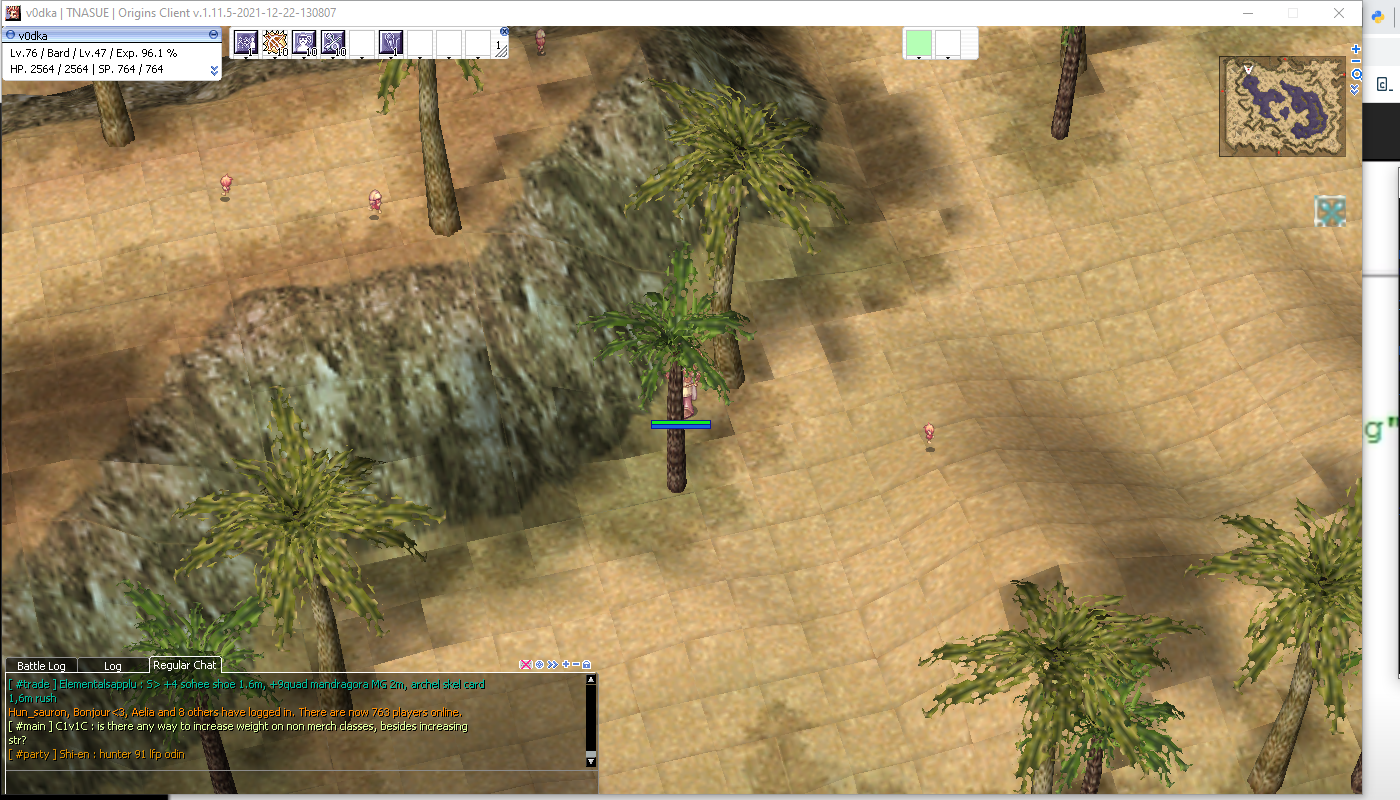 v0dka | TNASUE | Origins Client v.1.11.5-2021-12-22-130807
v0dka
Lv.76 / Bard / Lv.47 / Exp. 96.1 %
HP. 2564 / 2564 | SP. 764 / 764
1 10 10 10 1
1
Battle Log Log Regular Chat
[ #trade ] Elementalsapplu : S> +4 sohee shoe 1.6m, +9quad mandragora MG 2m, archel skel card
1,6m rush
Hun_sauron, Bonjour<3, Aelia and 8 others have logged in. There are now 763 players online.
[ #main ] C1v1C : is there any way to increase weight on non merch classes, besides increasing
str?
[ #party ] Shi-en : hunter 91 lfp odin
g"